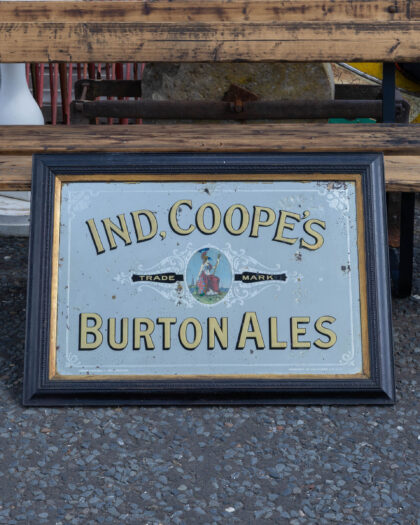 IND, COOPE'S
TRADE MARK
BURTON ALES